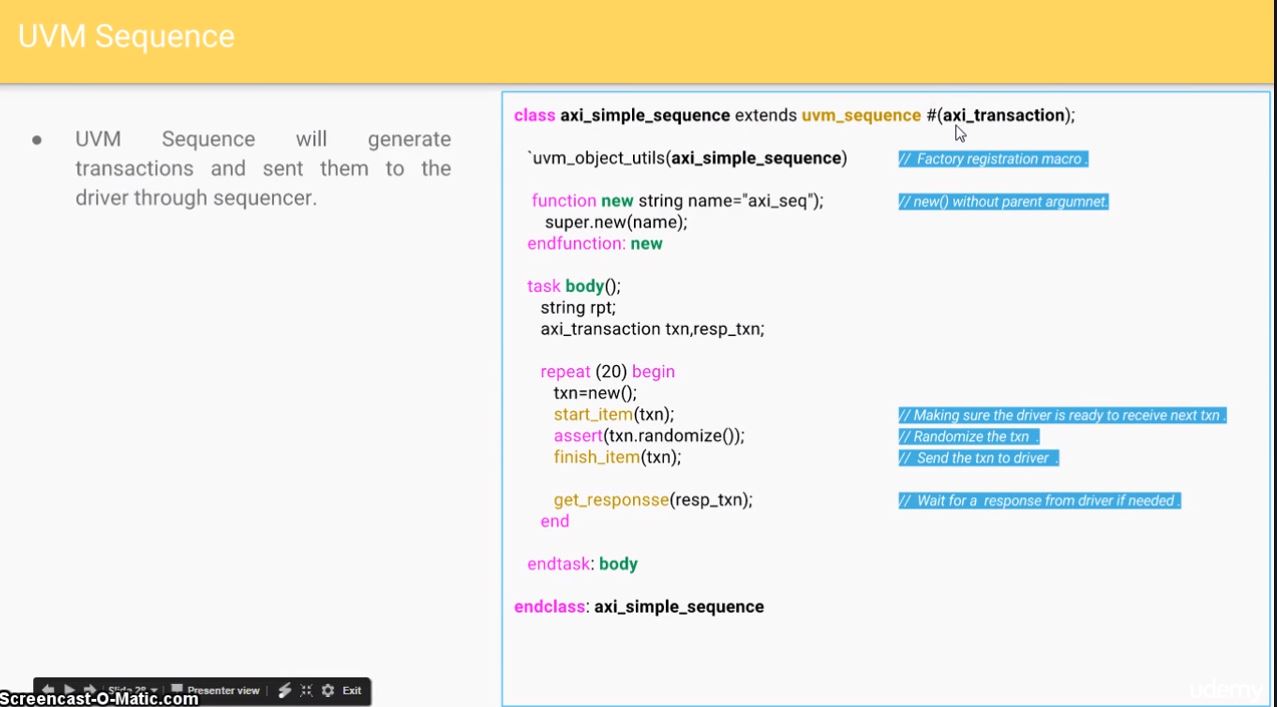 UVM Sequence
● UVM Sequence will generate
transactions and sent them to the
driver through sequencer.
class axi_simple_sequence extends uvm_sequence #(axi_transaction);
`uvm_object_utils(axi_simple_sequence) // Factory registration macro .
function new string name="axi_seq"); // new() without parent argumnet.
super.new(name);
endfunction: new
task body();
string rpt;
axi_transaction txn,resp_txn;
repeat (20) begin
txn=new();
start_item(txn); // Making sure the driver is ready to receive next txn .
assert(txn.randomize()); // Randomize the txn .
finish_item(txn); // Send the txn to driver .
get_responsse(resp_txn); // Wait for a response from driver if needed .
end
endtask: body
endclass: axi_simple_sequence
Slide 28 Presenter view Exit
Screencast-O-Matic.com
udemy